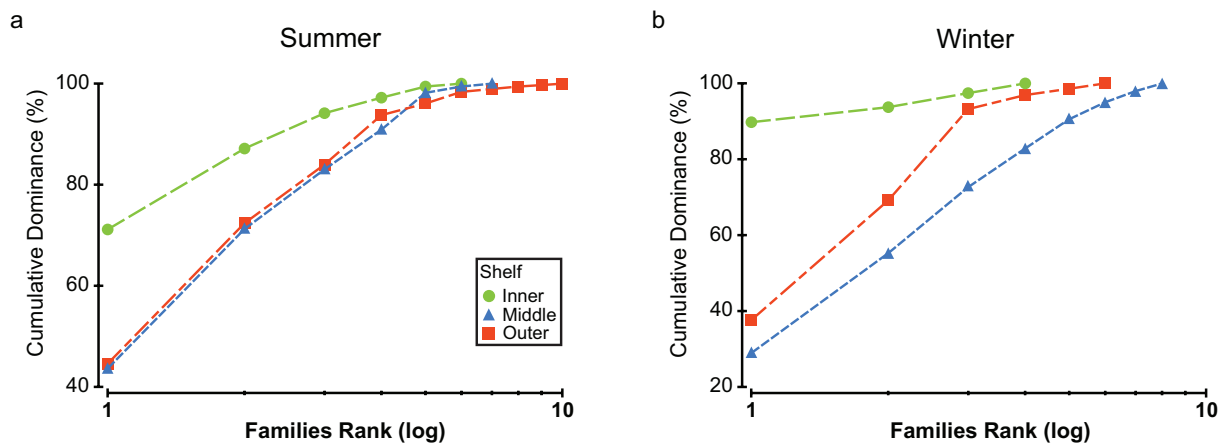 a
Summer
Cumulative Dominance (%)
100
80
60
40
Shelf
Inner
Middle
Outer
1
10
Families Rank (log)
b
Winter
Cumulative Dominance (%)
100
80
60
40
20
1
10
Families Rank (log)